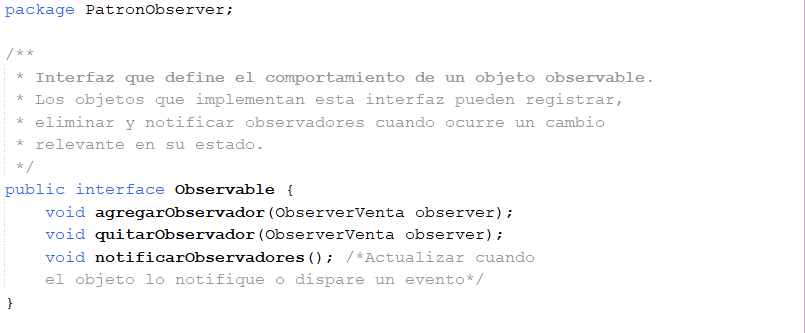 package PatronObserver;
/**
* Interfaz que define el comportamiento de un objeto observable.
* Los objetos que implementan esta interfaz pueden registrar,
* eliminar y notificar observadores cuando ocurre un cambio
* relevante en su estado.
*/
public interface Observable {
void agregarObservador(ObserverVenta observer);
void quitarObservador(ObserverVenta observer);
void notificarObservadores(); /*Actualizar cuando
el objeto lo notifique o dispare un evento*/
}